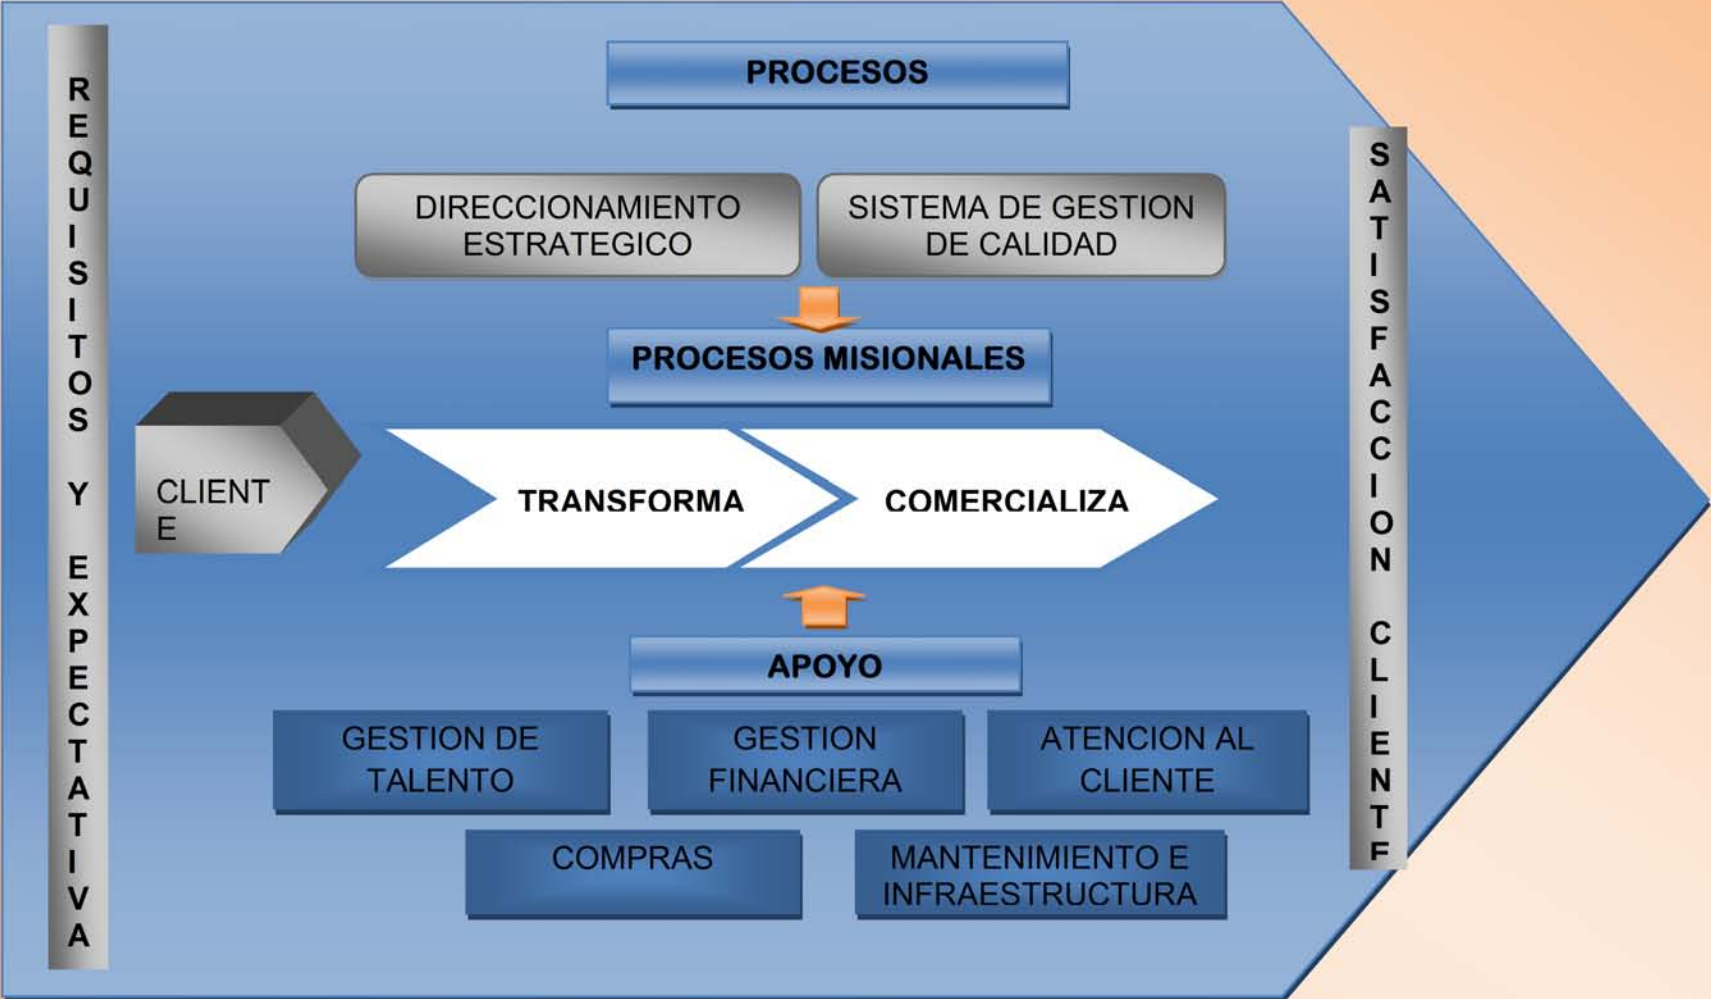 REQUISITOS Y EXPECTATIVA
PROCESOS
DIRECCIONAMIENTO
ESTRATEGICO
SISTEMA DE GESTION
DE CALIDAD
PROCESOS MISIONALES
CLIENT
E
TRANSFORMA
COMERCIALIZA
APOYO
GESTION DE
TALENTO
GESTION
FINANCIERA
ATENCION AL
CLIENTE
COMPRAS
MANTENIMIENTO E
INFRAESTRUCTURA
SATISFACCION CLIENTE